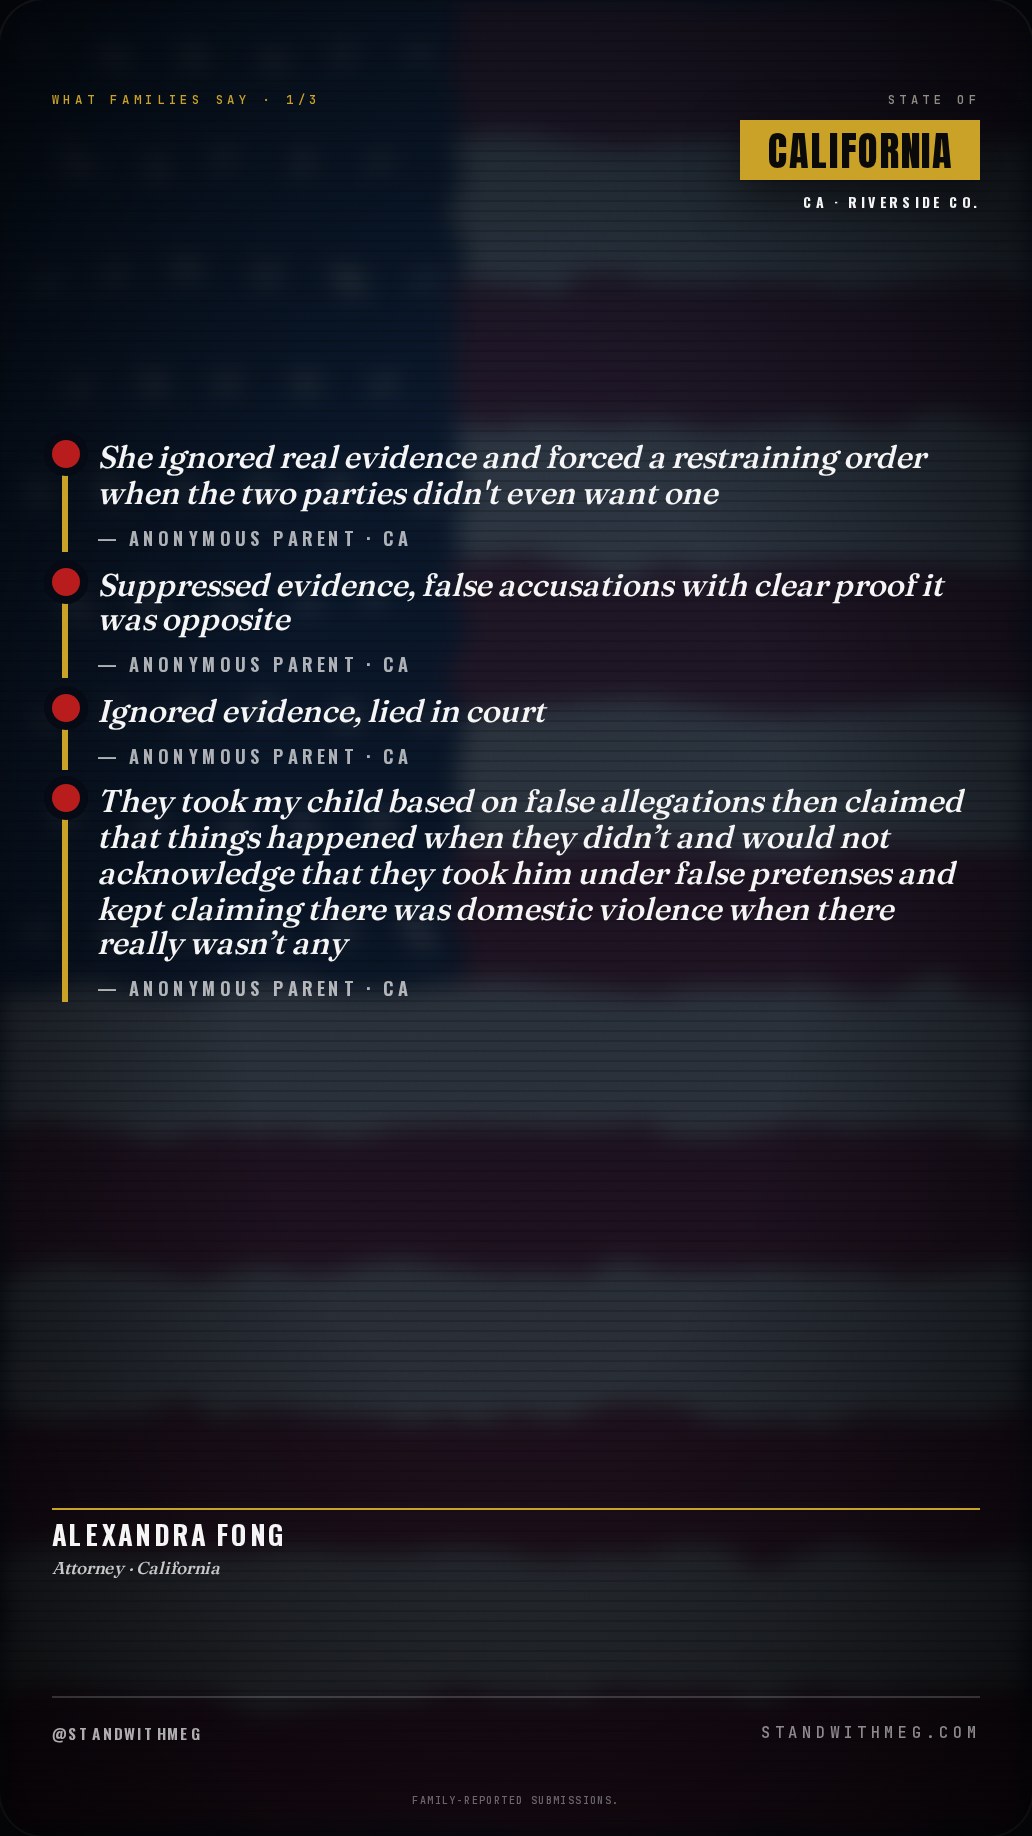 WHAT FAMILIES SAY · 1/3
STATE OF
CALIFORNIA
CA · RIVERSIDE CO.
She ignored real evidence and forced a restraining order
when the two parties didn't even want one
— ANONYMOUS PARENT · CA
Suppressed evidence, false accusations with clear proof it
was opposite
— ANONYMOUS PARENT · CA
Ignored evidence, lied in court
— ANONYMOUS PARENT · CA
They took my child based on false allegations then claimed
that things happened when they didn’t and would not
acknowledge that they took him under false pretenses and
kept claiming there was domestic violence when there
really wasn’t any
— ANONYMOUS PARENT · CA
ALEXANDRA FONG
Attorney · California
@STANDWITHMEG
STANDWITHMEG.COM
FAMILY-REPORTED SUBMISSIONS.